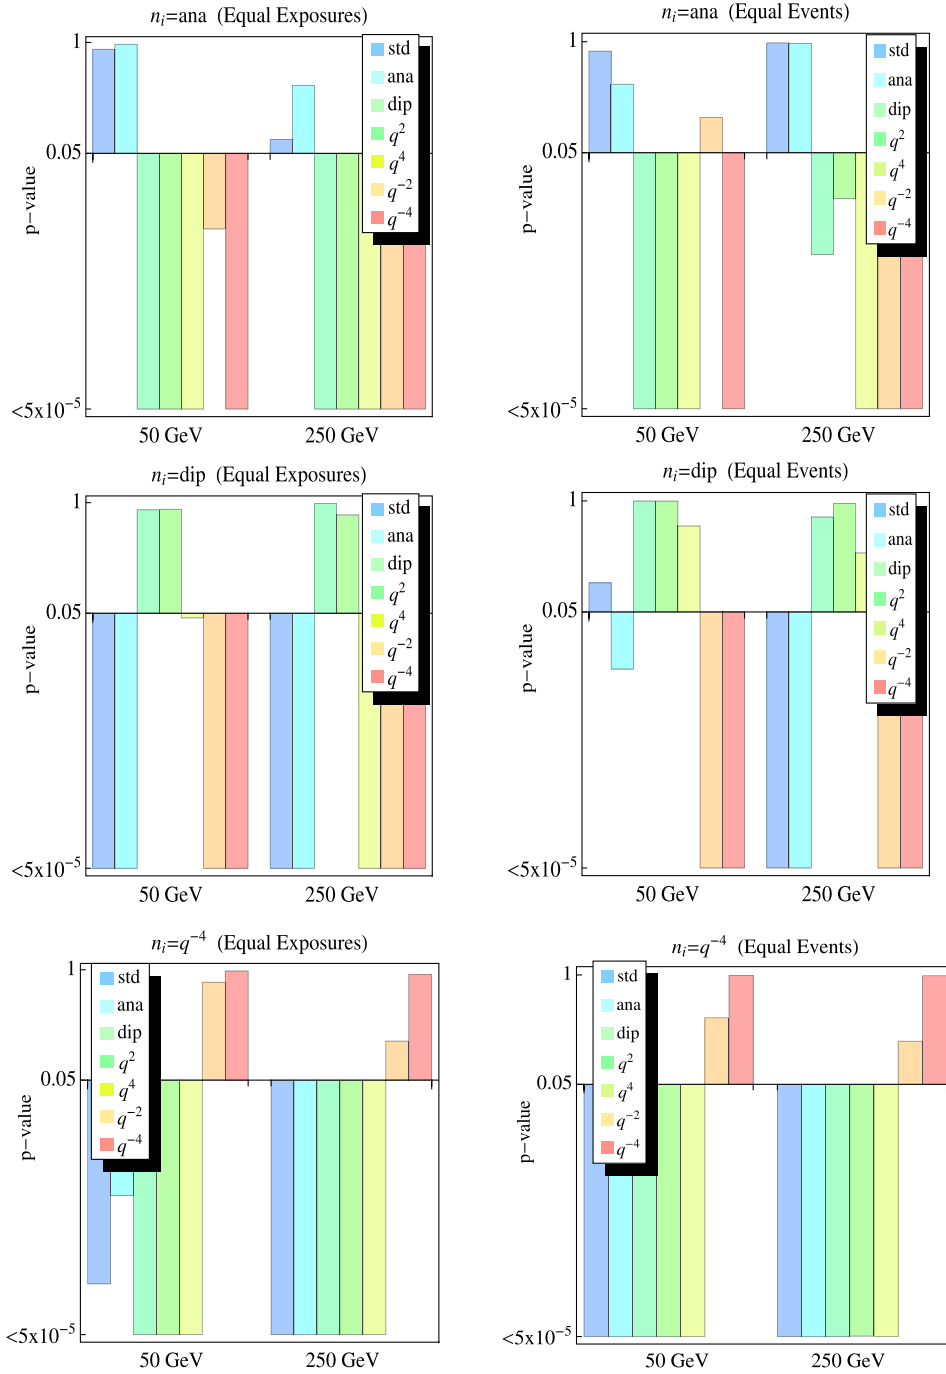 n_i=ana (Equal Exposures)
1
0.05
<5x10^-5
p-value
std
ana
dip
q^2
q^4
q^-2
q^-4
50 GeV
250 GeV
n_i=ana (Equal Events)
1
0.05
<5x10^-5
p-value
std
ana
dip
q^2
q^4
q^-2
q^-4
50 GeV
250 GeV
n_i=dip (Equal Exposures)
1
0.05
<5x10^-5
p-value
std
ana
dip
q^2
q^4
q^-2
q^-4
50 GeV
250 GeV
n_i=dip (Equal Events)
1
0.05
<5x10^-5
p-value
std
ana
dip
q^2
q^4
q^-2
q^-4
50 GeV
250 GeV
n_i=q^-4 (Equal Exposures)
1
0.05
<5x10^-5
p-value
std
ana
dip
q^2
q^4
q^-2
q^-4
50 GeV
250 GeV
n_i=q^-4 (Equal Events)
1
0.05
<5x10^-5
p-value
std
ana
dip
q^2
q^4
q^-2
q^-4
50 GeV
250 GeV